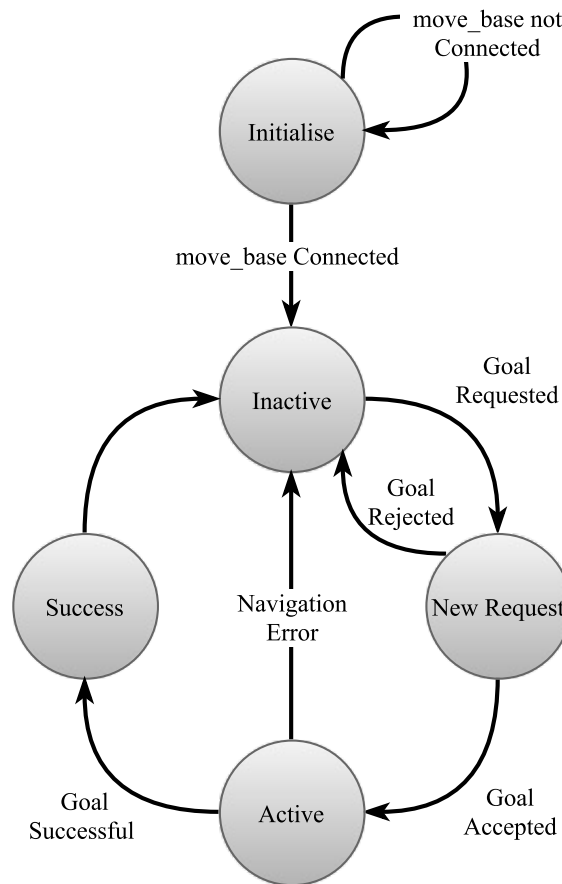 move_base not
Connected
Initialise
move_base Connected
Inactive
Goal
Requested
Goal
Rejected
Success
Navigation
Error
New Request
Goal
Successful
Active
Goal
Accepted